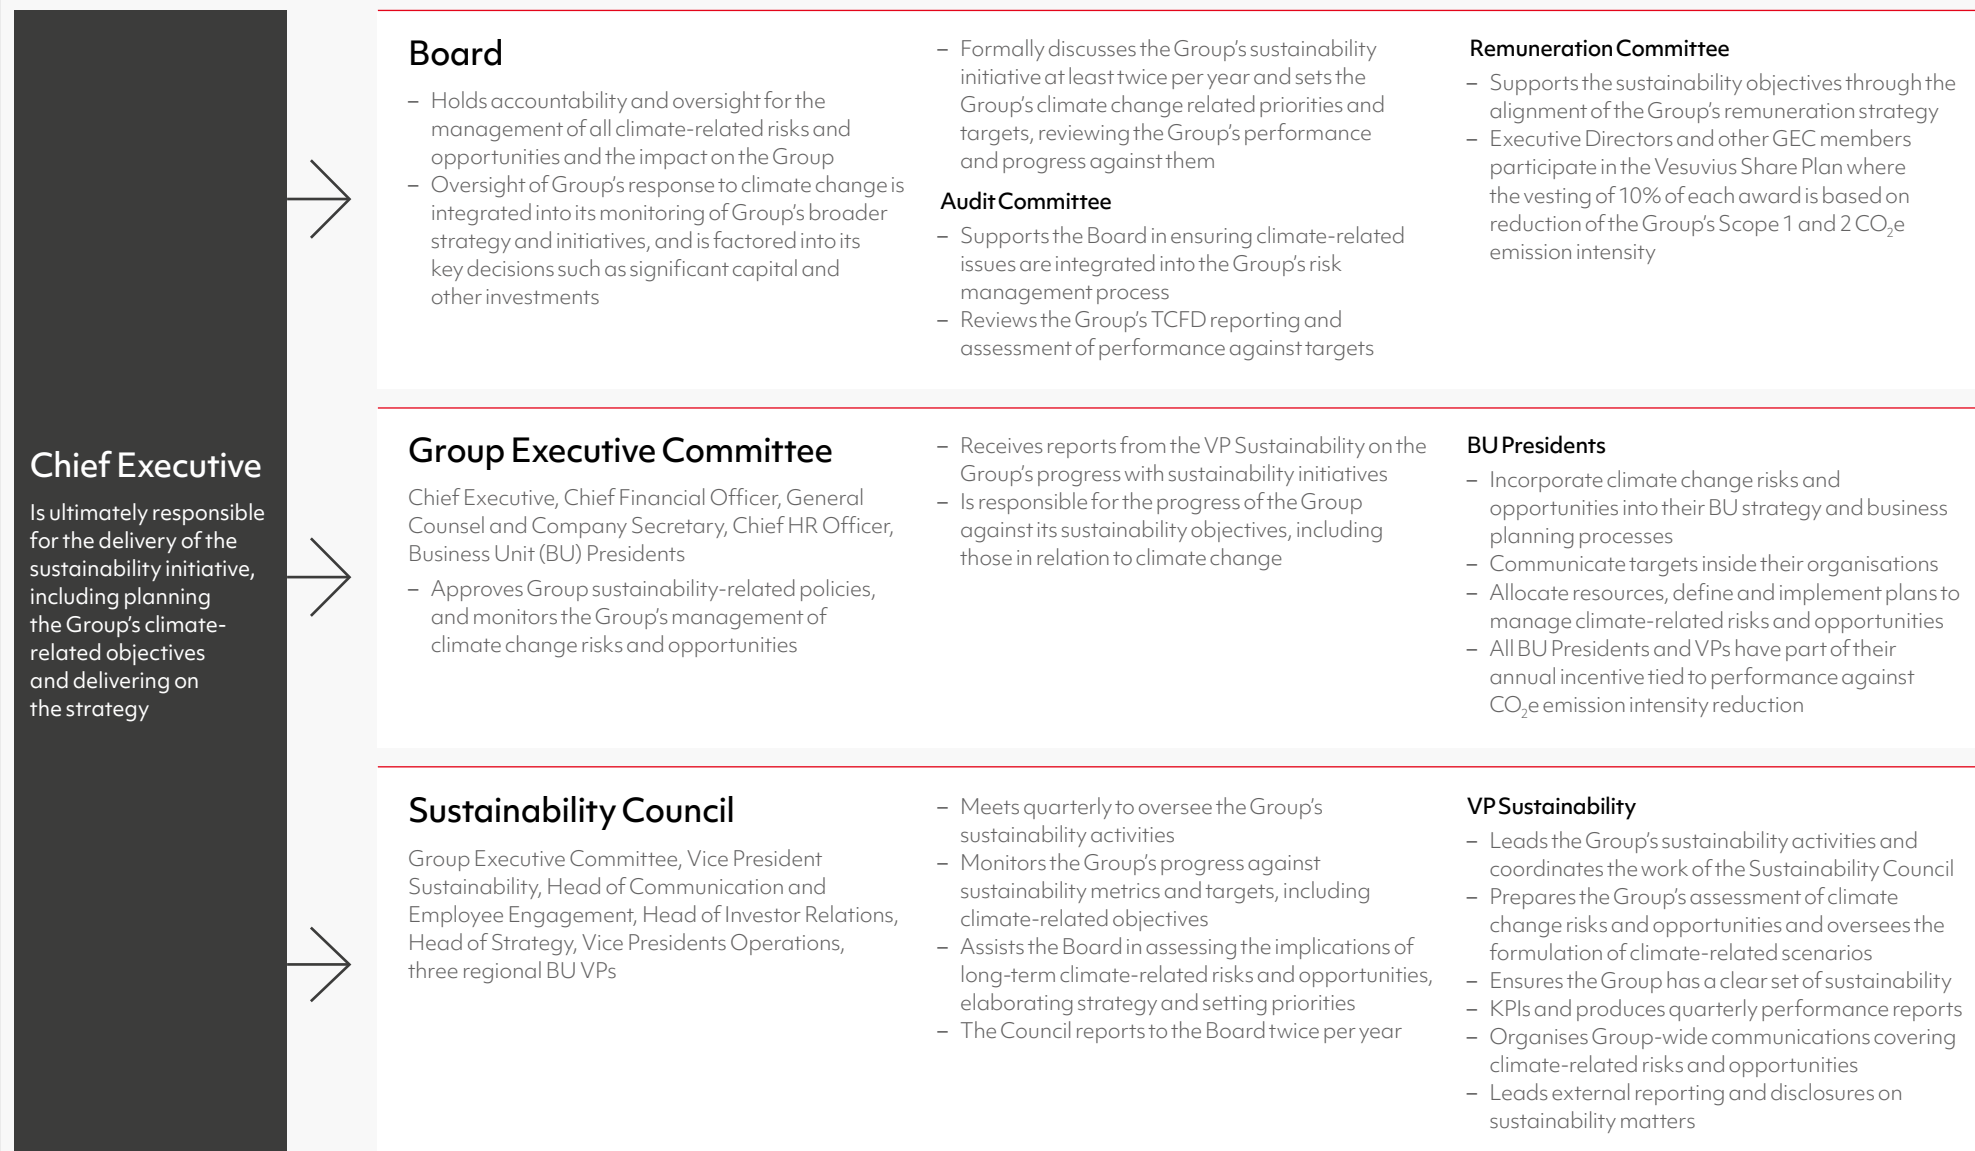 Chief Executive
Is ultimately responsible
for the delivery of the
sustainability initiative,
including planning
the Group’s climate-
related objectives
and delivering on
the strategy
Board
– Holds accountability and oversight for the
management of all climate-related risks and
opportunities and the impact on the Group
– Oversight of Group’s response to climate change is
integrated into its monitoring of Group’s broader
strategy and initiatives, and is factored into its
key decisions such as significant capital and
other investments
– Formally discusses the Group’s sustainability
initiative at least twice per year and sets the
Group’s climate change related priorities and
targets, reviewing the Group’s performance
and progress against them
Audit Committee
– Supports the Board in ensuring climate-related
issues are integrated into the Group’s risk
management process
– Reviews the Group’s TCFD reporting and
assessment of performance against targets
Remuneration Committee
– Supports the sustainability objectives through the
alignment of the Group’s remuneration strategy
– Executive Directors and other GEC members
participate in the Vesuvius Share Plan where
the vesting of 10% of each award is based on
reduction of the Group’s Scope 1 and 2 CO₂e
emission intensity
Group Executive Committee
Chief Executive, Chief Financial Officer, General
Counsel and Company Secretary, Chief HR Officer,
Business Unit (BU) Presidents
– Approves Group sustainability-related policies,
and monitors the Group’s management of
climate change risks and opportunities
– Receives reports from the VP Sustainability on the
Group’s progress with sustainability initiatives
– Is responsible for the progress of the Group
against its sustainability objectives, including
those in relation to climate change
BU Presidents
– Incorporate climate change risks and
opportunities into their BU strategy and business
planning processes
– Communicate targets inside their organisations
– Allocate resources, define and implement plans to
manage climate-related risks and opportunities
– All BU Presidents and VPs have part of their
annual incentive tied to performance against
CO₂e emission intensity reduction
Sustainability Council
Group Executive Committee, Vice President
Sustainability, Head of Communication and
Employee Engagement, Head of Investor Relations,
Head of Strategy, Vice Presidents Operations,
three regional BU VPs
– Meets quarterly to oversee the Group’s
sustainability activities
– Monitors the Group’s progress against
sustainability metrics and targets, including
climate-related objectives
– Assists the Board in assessing the implications of
long-term climate-related risks and opportunities,
elaborating strategy and setting priorities
– The Council reports to the Board twice per year
VP Sustainability
– Leads the Group’s sustainability activities and
coordinates the work of the Sustainability Council
– Prepares the Group’s assessment of climate
change risks and opportunities and oversees the
formulation of climate-related scenarios
– Ensures the Group has a clear set of sustainability
– KPIs and produces quarterly performance reports
– Organises Group-wide communications covering
climate-related risks and opportunities
– Leads external reporting and disclosures on
sustainability matters